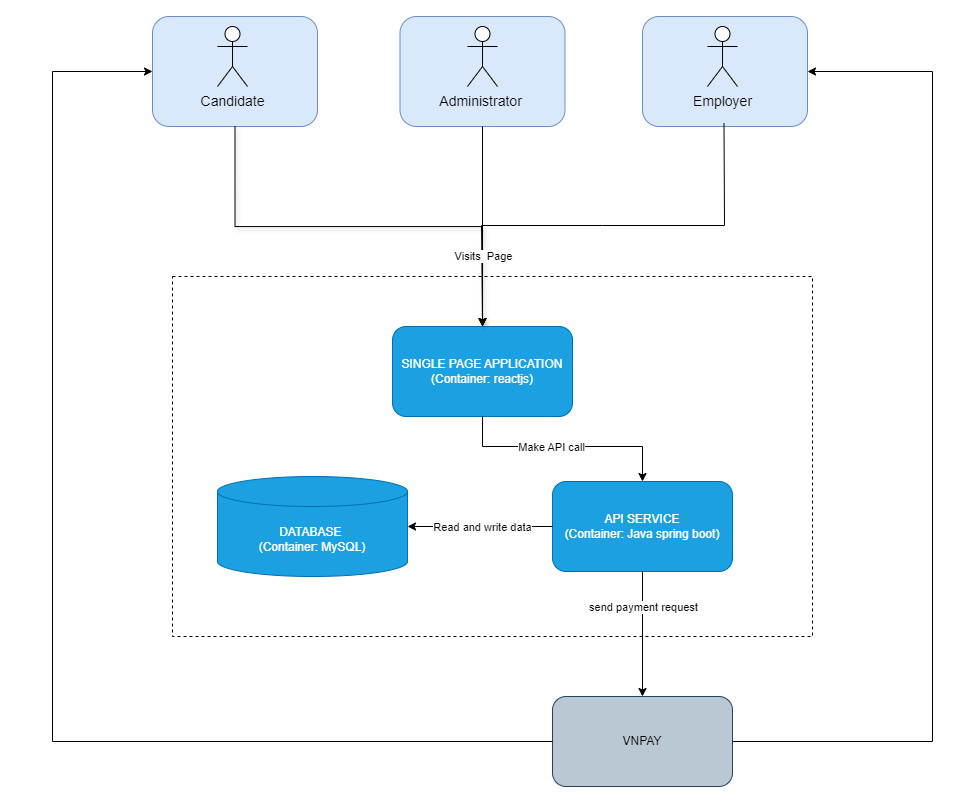 Candidate
Administrator
Employer
Visits Page
SINGLE PAGE APPLICATION
(Container: reactjs)
Make API call
DATABASE
(Container: MySQL)
Read and write data
API SERVICE
(Container: Java spring boot)
send payment request
VNPAY